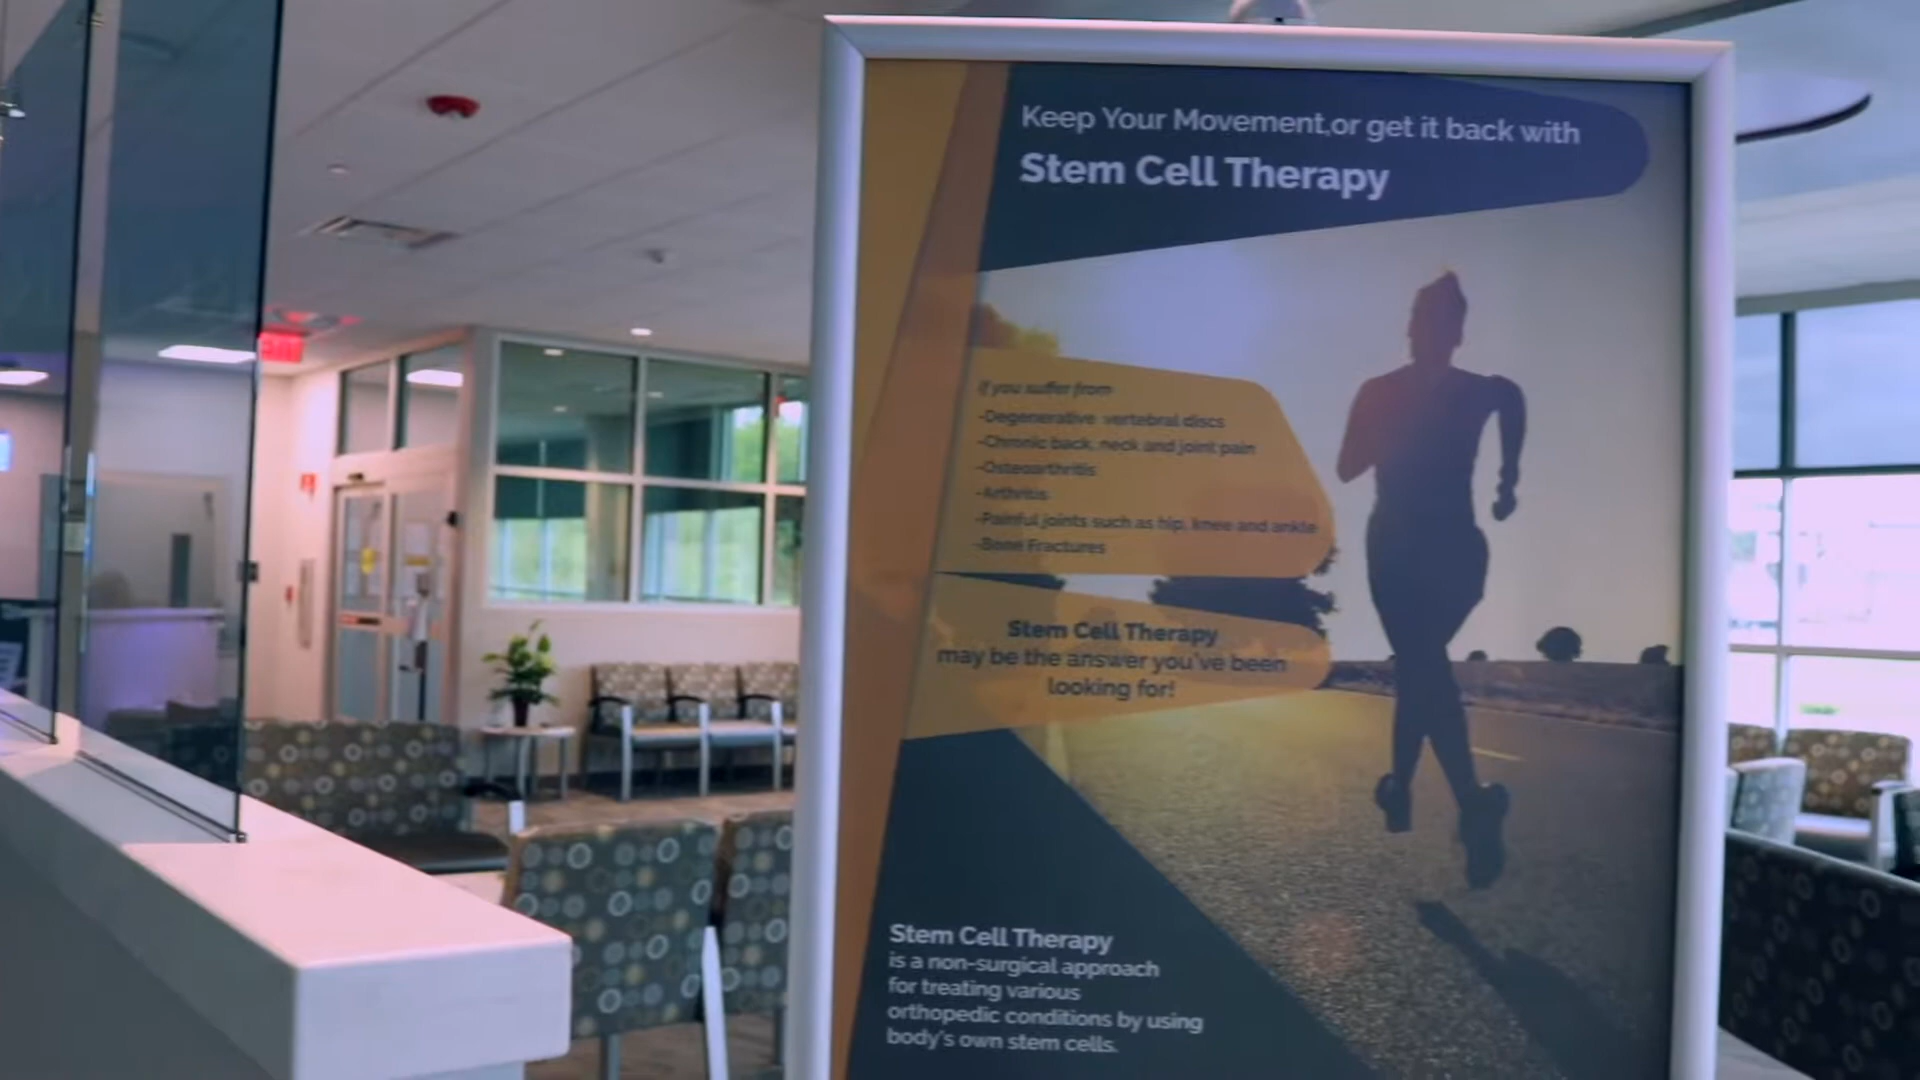 EXIT
Keep Your Movement,or get it back with
Stem Cell Therapy
if you suffer from
-Degenerative vertebral discs
-Chronic back, neck and joint pain
-Osteoarthritis
-Arthritis
-Painful joints such as hip, knee and ankle
-Bone Fractures
Stem Cell Therapy
may be the answer you've been
looking for!
Stem Cell Therapy
is a non-surgical approach
for treating various
orthopedic conditions by using
body's own stem cells.